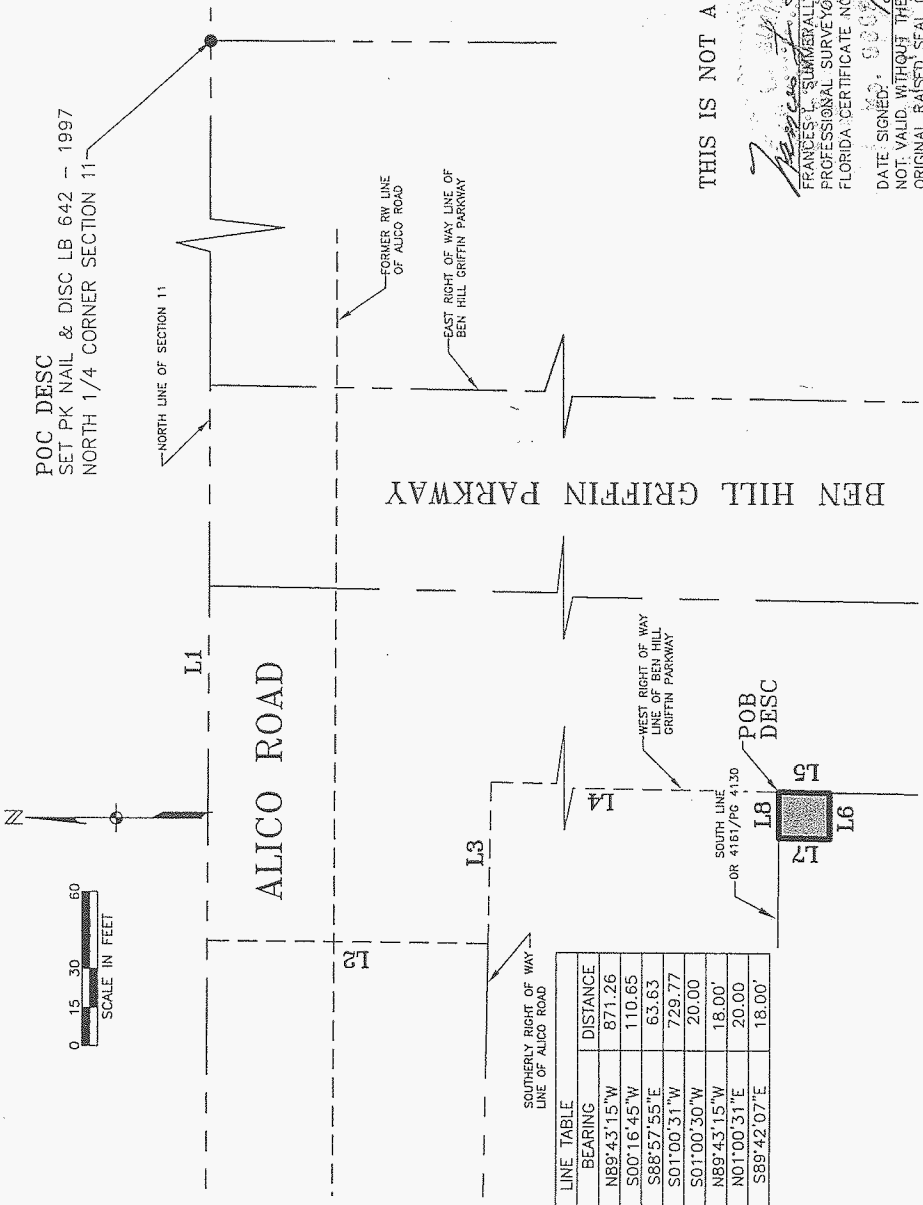 POC DESC
SET PK NAIL & DISC LB 642 – 1997
NORTH 1/4 CORNER SECTION 11
N
0 15 30 60
SCALE IN FEET
NORTH LINE OF SECTION 11
L1
ALICO ROAD
FORMER RW LINE
OF ALICO ROAD
EAST RIGHT OF WAY LINE OF
BEN HILL GRIFFIN PARKWAY
L2
L3
BEN HILL GRIFFIN PARKWAY
SOUTHERLY RIGHT OF WAY
LINE OF ALICO ROAD
L4
WEST RIGHT OF WAY
LINE OF BEN HILL
GRIFFIN PARKWAY
SOUTH LINE
OR 4161/PG 4130
POB
DESC
L8
L5
L7
L6
LINE TABLE
BEARING DISTANCE
N89°43'15"W 871.26
S00°16'45"W 110.65
S88°57'55"E 63.63
S01°00'31"W 729.77
S01°00'30"W 20.00
N89°43'15"W 18.00'
N01°00'31"E 20.00
S89°42'07"E 18.00'
THIS IS NOT A
FRANCES L. SUMMERALL
PROFESSIONAL SURVEYO
FLORIDA CERTIFICATE NO
DATE SIGNED:
NOT VALID WITHOUT THE
ORIGINAL RAISED SEAL